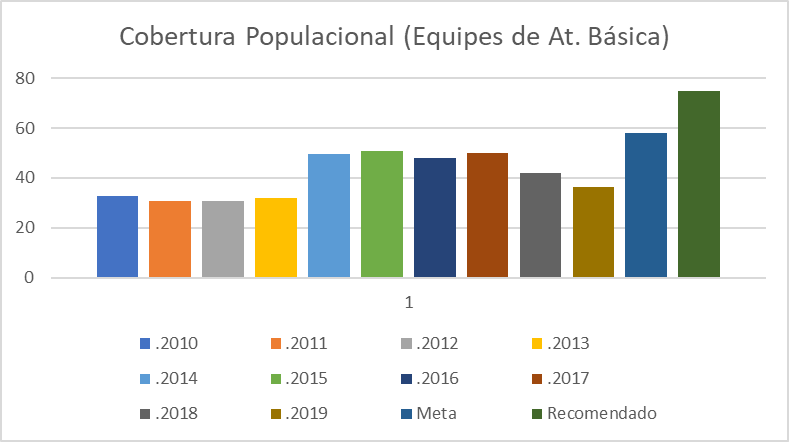 Cobertura Populacional (Equipes de At. Básica)
80
60
40
20
0
1
.2010 .2011 .2012 .2013
.2014 .2015 .2016 .2017
.2018 .2019 Meta Recomendado